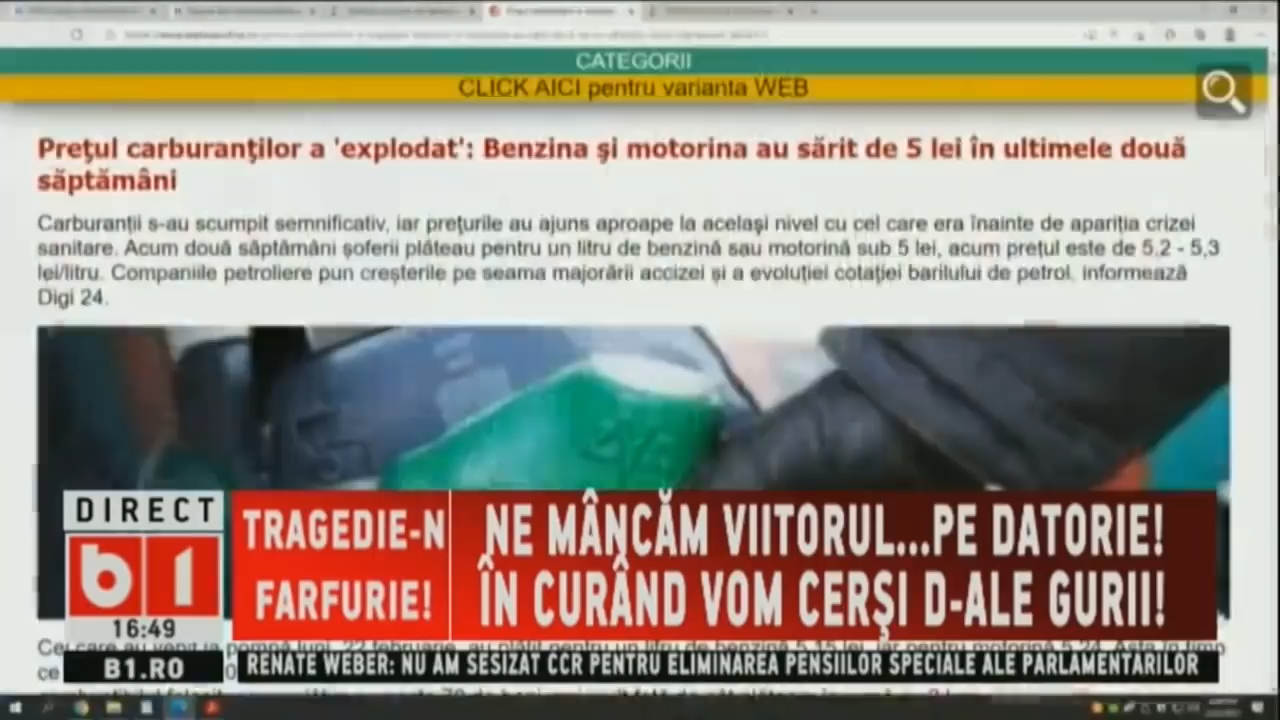 CATEGORII
CLICK AICI pentru varianta WEB
Prețul carburanților a 'explodat': Benzina și motorina au sărit de 5 lei în ultimele două
săptămâni
Carburanții s-au scumpit semnificativ, iar prețurile au ajuns aproape la același nivel cu cel care era înainte de apariția crizei
sanitare. Acum două săptămâni șoferii plăteau pentru un litru de benzină sau motorină sub 5 lei, acum prețul este de 5,2 - 5,3
lei/litru. Companiile petroliere pun creșterile pe seama majorării accizei și a evoluției cotației barilului de petrol, informează
Digi 24.
DIRECT
b1
16:49
B1.RO
TRAGEDIE-N
FARFURIE!
NE MÂNCĂM VIITORUL...PE DATORIE!
ÎN CURÂND VOM CERȘI D-ALE GURII!
RENATE WEBER: NU AM SESIZAT CCR PENTRU ELIMINAREA PENSIILOR SPECIALE ALE PARLAMENTARILOR